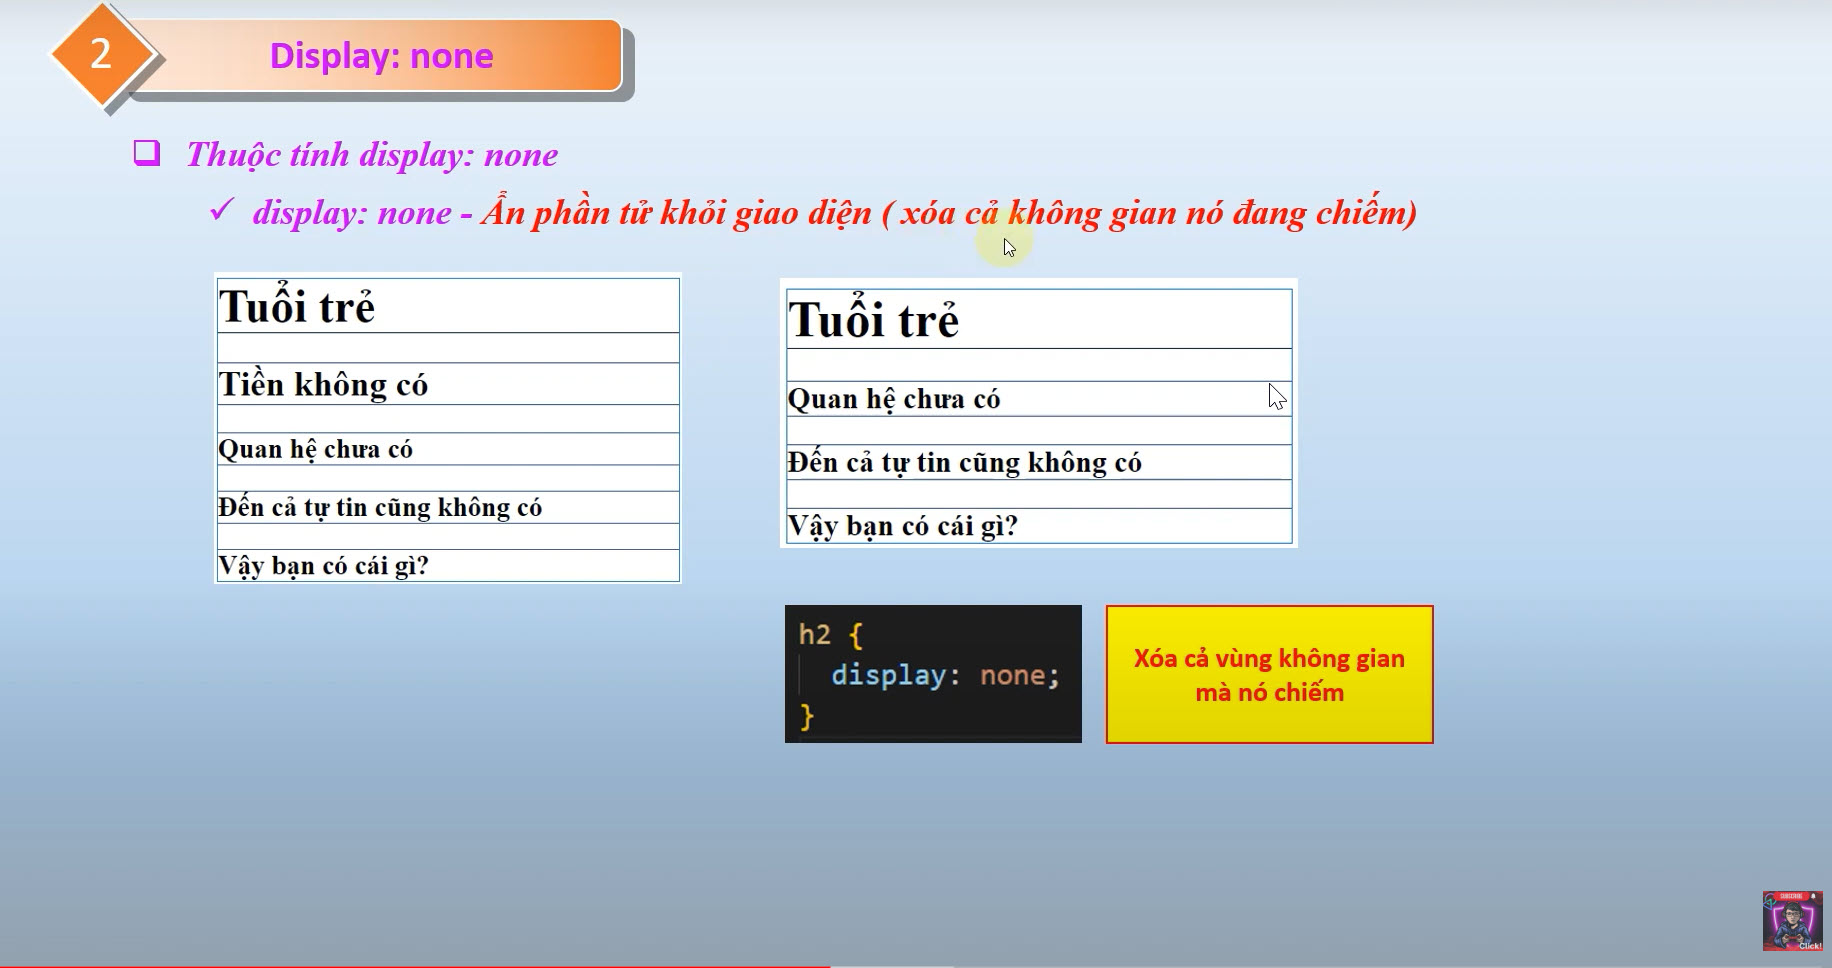 2
Display: none
Thuộc tính display: none
display: none - Ẩn phần tử khỏi giao diện ( xóa cả không gian nó đang chiếm)
Tuổi trẻ
Tiền không có
Quan hệ chưa có
Đến cả tự tin cũng không có
Vậy bạn có cái gì?
Tuổi trẻ
Quan hệ chưa có
Đến cả tự tin cũng không có
Vậy bạn có cái gì?
h2 {
display: none;
}
Xóa cả vùng không gian
mà nó chiếm
SUBSCRIBE
Click!